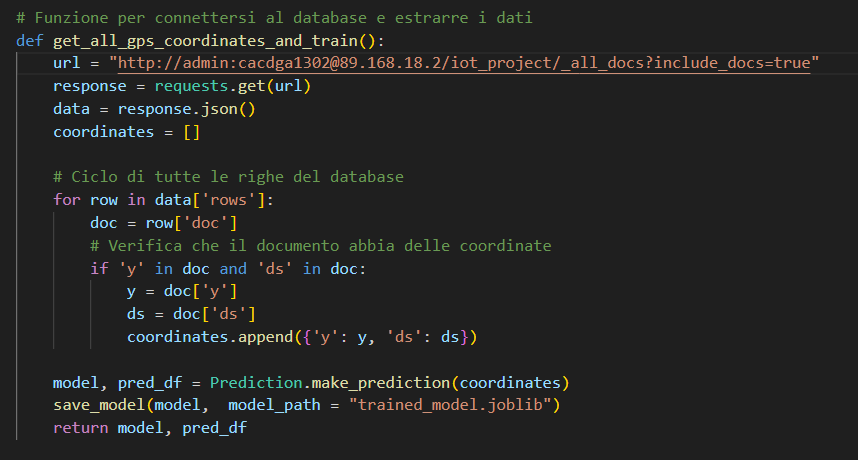 # Funzione per connettersi al database e estrarre i dati
def get_all_gps_coordinates_and_train():
    url = "http://admin:cacdga1302@89.168.18.2/iot_project/_all_docs?include_docs=true"
    response = requests.get(url)
    data = response.json()
    coordinates = []

    # Ciclo di tutte le righe del database
    for row in data['rows']:
        doc = row['doc']
        # Verifica che il documento abbia delle coordinate
        if 'y' in doc and 'ds' in doc:
            y = doc['y']
            ds = doc['ds']
            coordinates.append({'y': y, 'ds': ds})

    model, pred_df = Prediction.make_prediction(coordinates)
    save_model(model,  model_path = "trained_model.joblib")
    return model, pred_df